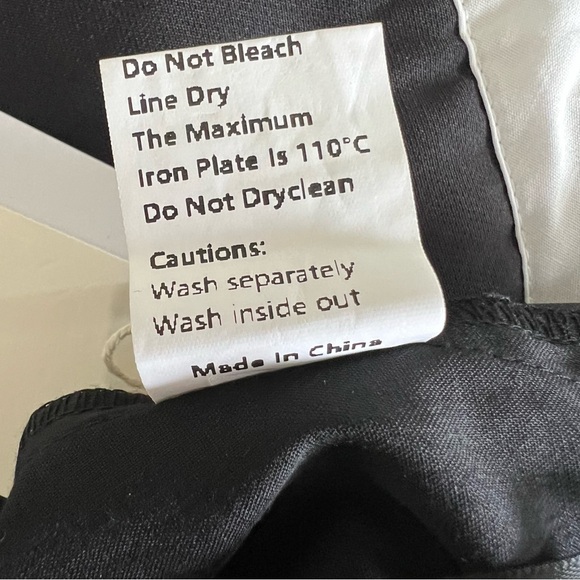 Do Not Bleach
Line Dry
The Maximum
Iron Plate Is 110°C
Do Not Dryclean
Cautions:
Wash separately
Wash inside out
Made In China